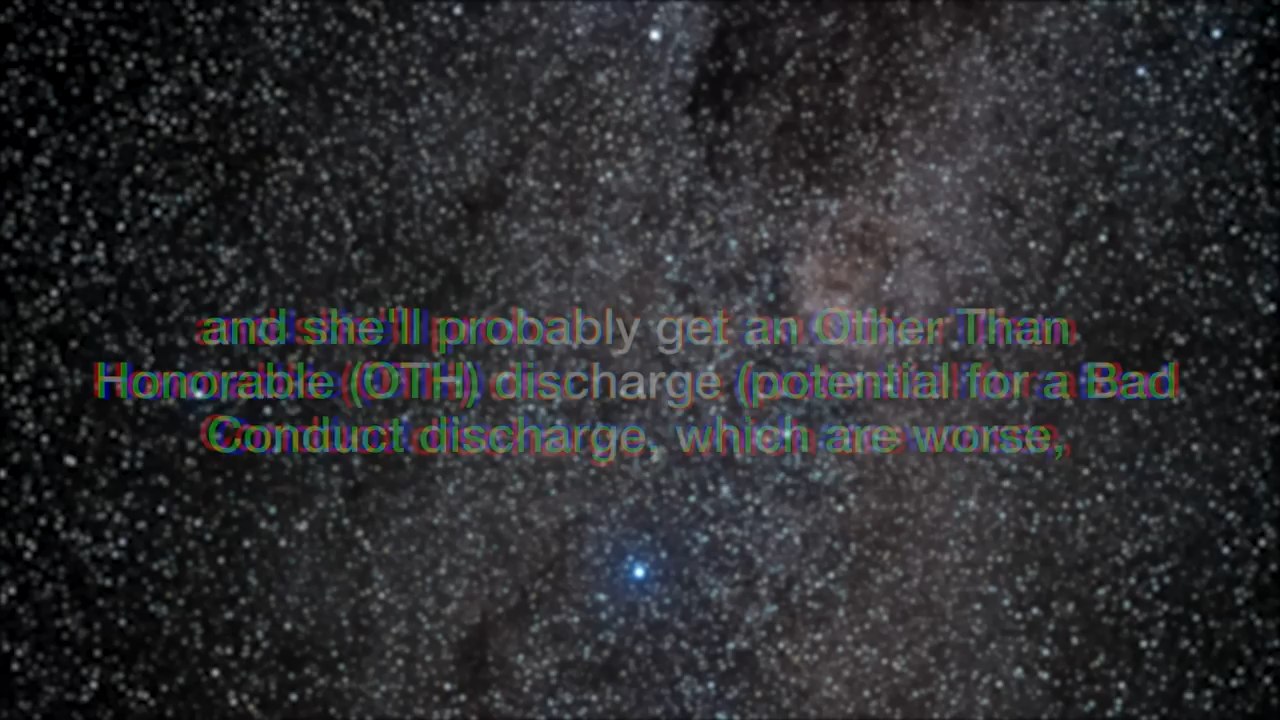 and she'll probably get an Other Than
Honorable (OTH) discharge (potential for a Bad
Conduct discharge, which are worse,